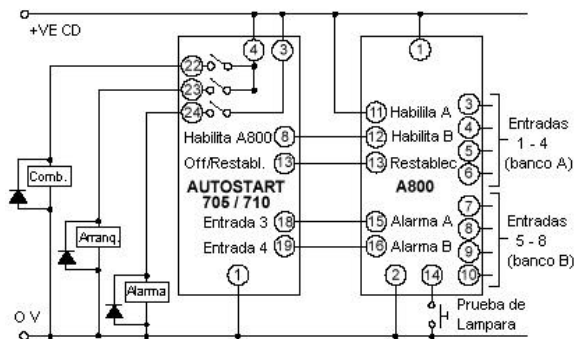 +VE CD
4
3
1
22
23
24
11
Habilila A
3
Habilita A800
8
12
Habilita B
4
5
6
Entradas
1 - 4
(banco A)
Off/Restabl.
13
13
Restablec
Comb.
AUTOSTART
705 / 710
A800
7
8
9
10
Entradas
5 - 8
(banco B)
Entrada 3
18
15
Alarma A
Arranq.
Entrada 4
19
16
Alarma B
Alarma
1
2
14
Prueba de
Lampara
O V